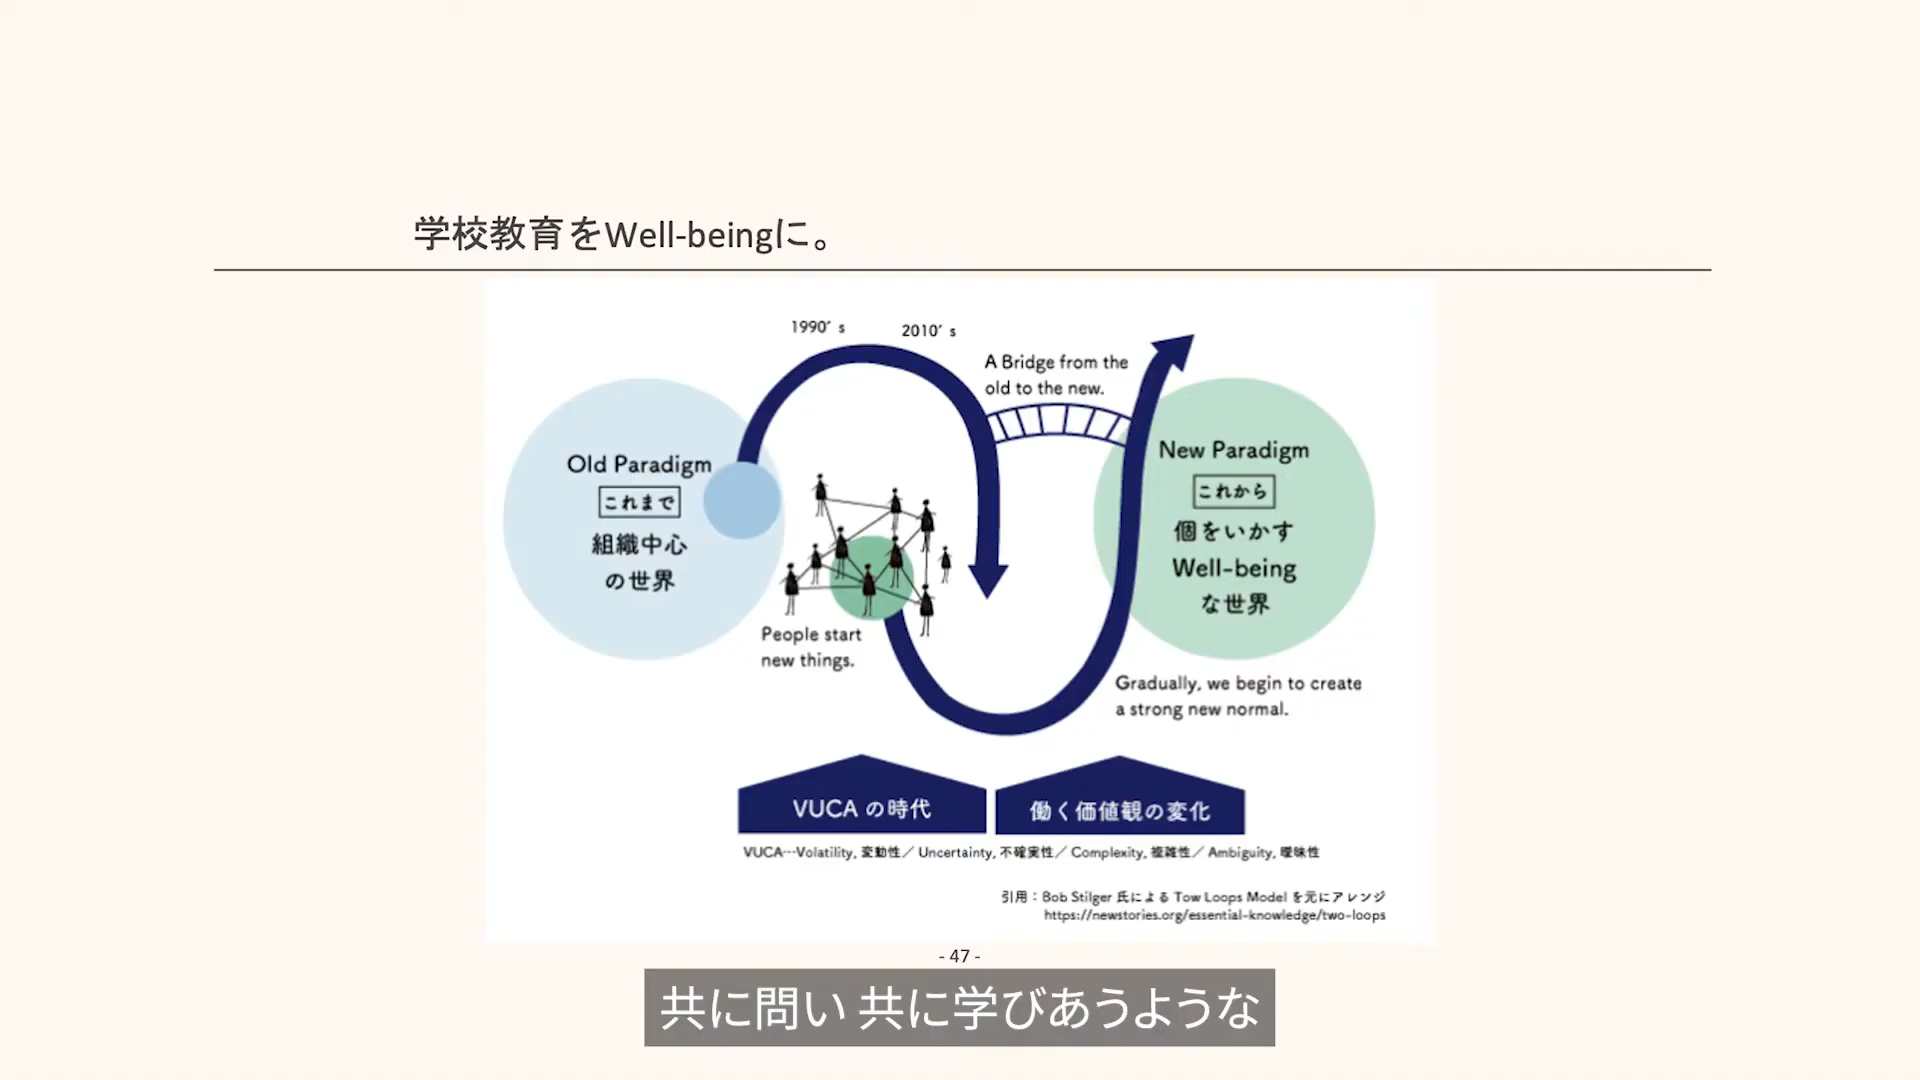 学校教育をWell-beingに。
1990's
2010's
A Bridge from the
old to the new.
Old Paradigm
これまで
組織中心
の世界
New Paradigm
これから
個をいかす
Well-being
な世界
People start
new things.
Gradually, we begin to create
a strong new normal.
VUCA の時代
働く価値観の変化
VUCA…Volatility, 変動性／Uncertainty, 不確実性／Complexity, 複雑性／Ambiguity, 曖昧性
引用：Bob Stilger 氏による Tow Loops Model を元にアレンジ
https://newstories.org/essential-knowledge/two-loops
- 47 -
共に問い 共に学びあうような